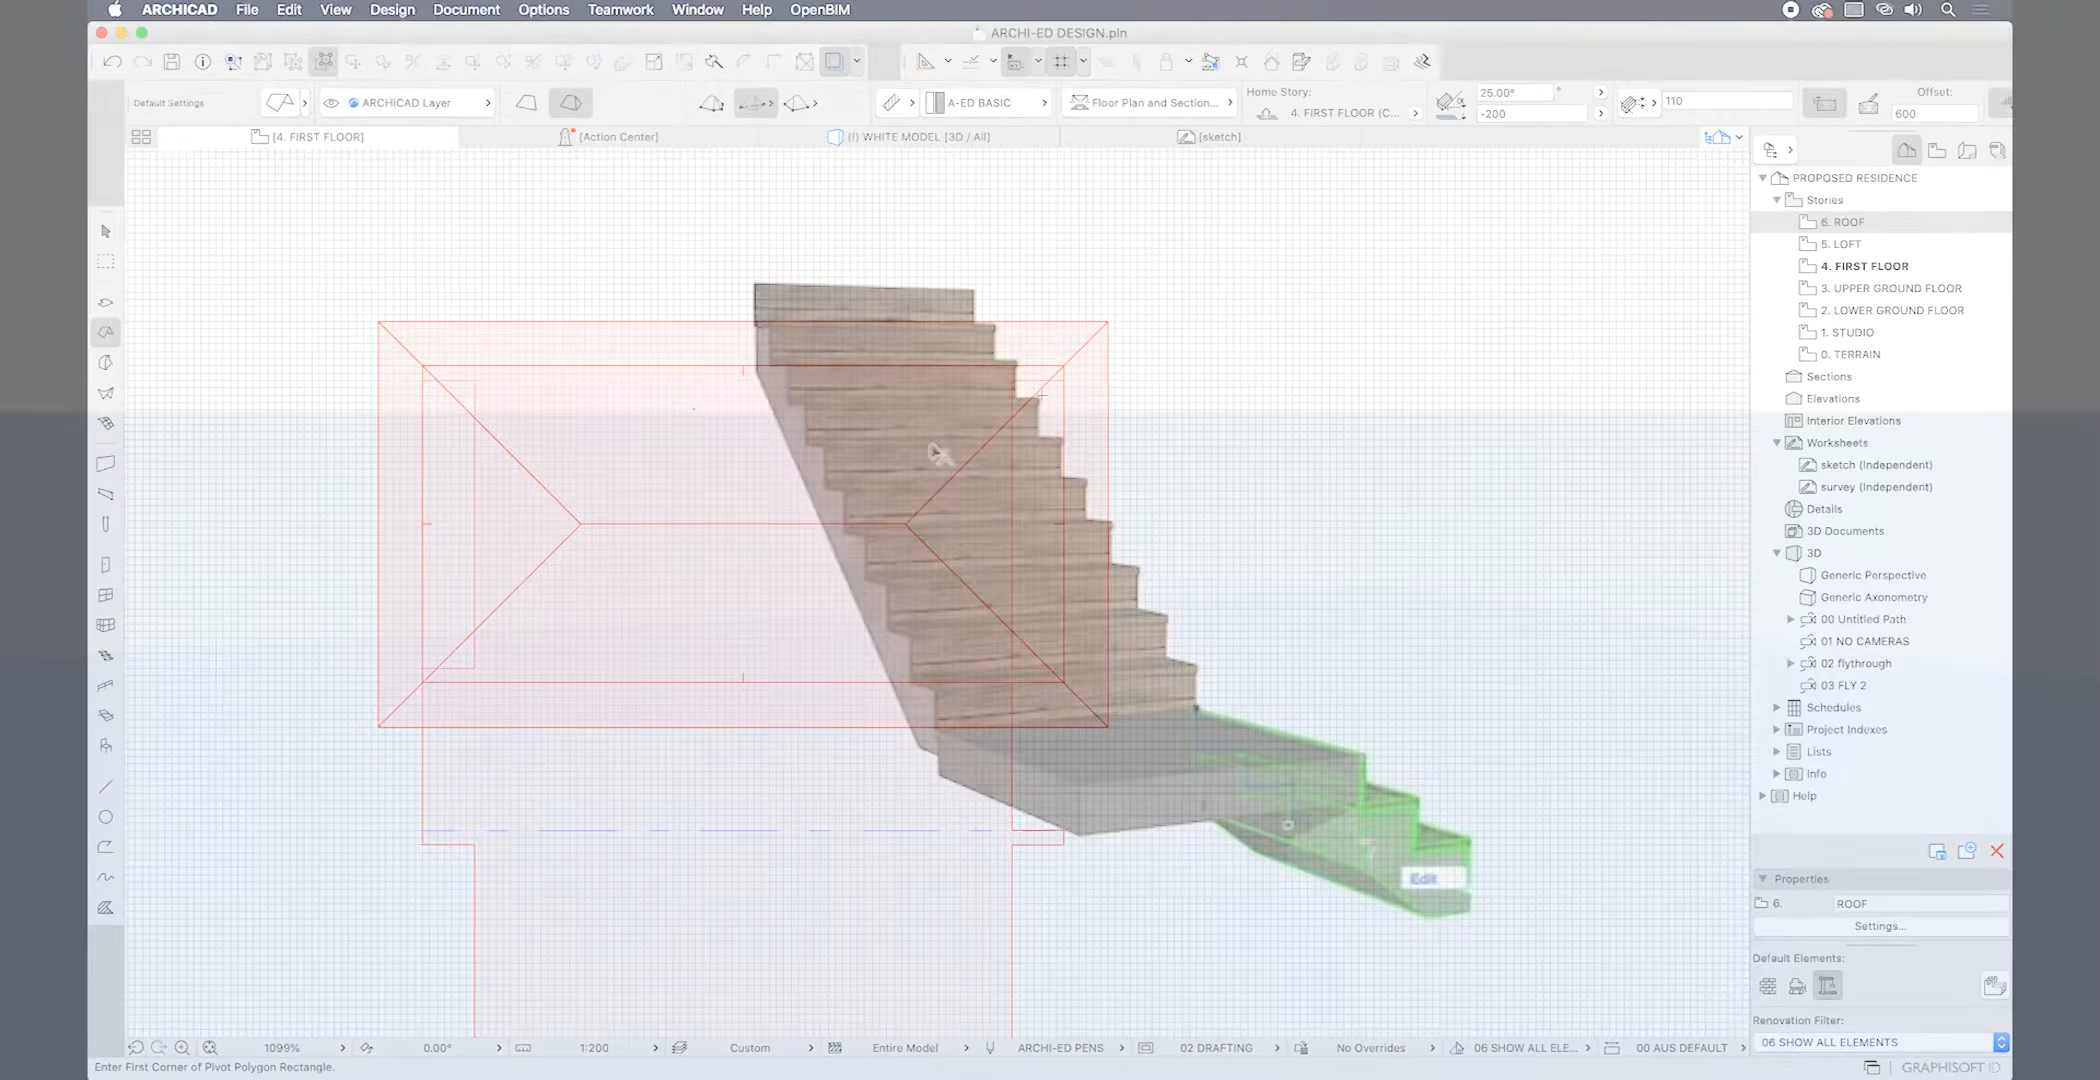 ARCHICAD File Edit View Design Document Options Teamwork Window Help OpenBIM
ARCHI-ED DESIGN.pln
Default Settings
ARCHICAD Layer
A-ED BASIC
Floor Plan and Section...
Home Story:
4. FIRST FLOOR (C...
25.00°
-200
110
Offset:
600
[4. FIRST FLOOR]
[Action Center]
(!) WHITE MODEL [3D / All]
[sketch]
PROPOSED RESIDENCE
Stories
6. ROOF
5. LOFT
4. FIRST FLOOR
3. UPPER GROUND FLOOR
2. LOWER GROUND FLOOR
1. STUDIO
0. TERRAIN
Sections
Elevations
Interior Elevations
Worksheets
sketch (Independent)
survey (Independent)
Details
3D Documents
3D
Generic Perspective
Generic Axonometry
00 Untitled Path
01 NO CAMERAS
02 flythrough
03 FLY 2
Schedules
Project Indexes
Lists
Info
Help
Edit
Properties
6. ROOF
Settings...
Default Elements:
Renovation Filter:
06 SHOW ALL ELEMENTS
1099% 0.00° 1:200 Custom Entire Model ARCHI-ED PENS 02 DRAFTING No Overrides 06 SHOW ALL ELE... 00 AUS DEFAULT
Enter First Corner of Pivot Polygon Rectangle.
GRAPHISOFT ID